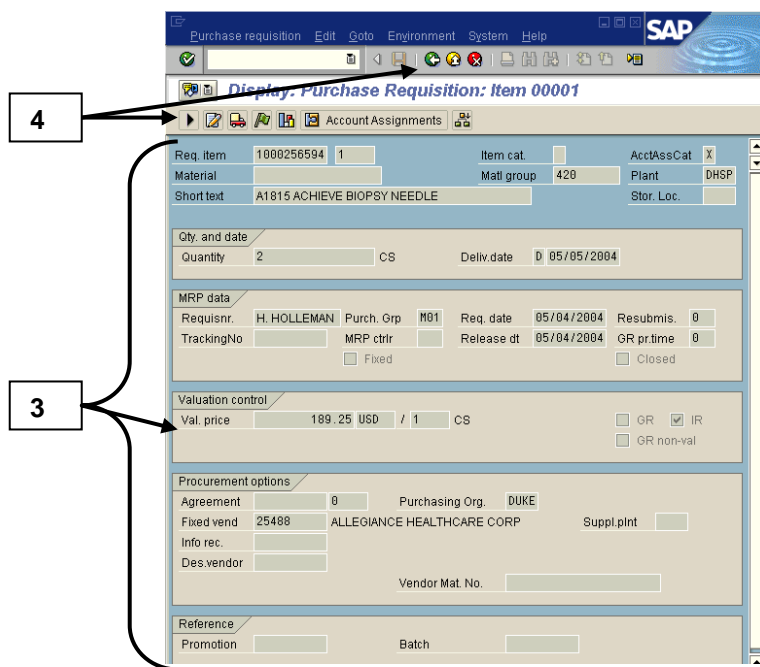 Purchase requisition Edit Goto Environment System Help
SAP
Display: Purchase Requisition: Item 00001
4
Account Assignments
Req. item 1000256594 1 Item cat. AcctAssCat X
Material Matl group 420 Plant DHSP
Short text A1815 ACHIEVE BIOPSY NEEDLE Stor. Loc.
Qty. and date
Quantity 2 CS Deliv.date D 05/05/2004
MRP data
Requisnr. H. HOLLEMAN Purch. Grp M01 Req. date 05/04/2004 Resubmis. 0
TrackingNo MRP ctrlr Release dt 05/04/2004 GR pr.time 0
Fixed Closed
3
Valuation control
Val. price 189.25 USD / 1 CS GR IR
GR non-val
Procurement options
Agreement 0 Purchasing Org. DUKE
Fixed vend 25488 ALLEGIANCE HEALTHCARE CORP Suppl.plnt
Info rec.
Des.vendor
Vendor Mat. No.
Reference
Promotion Batch